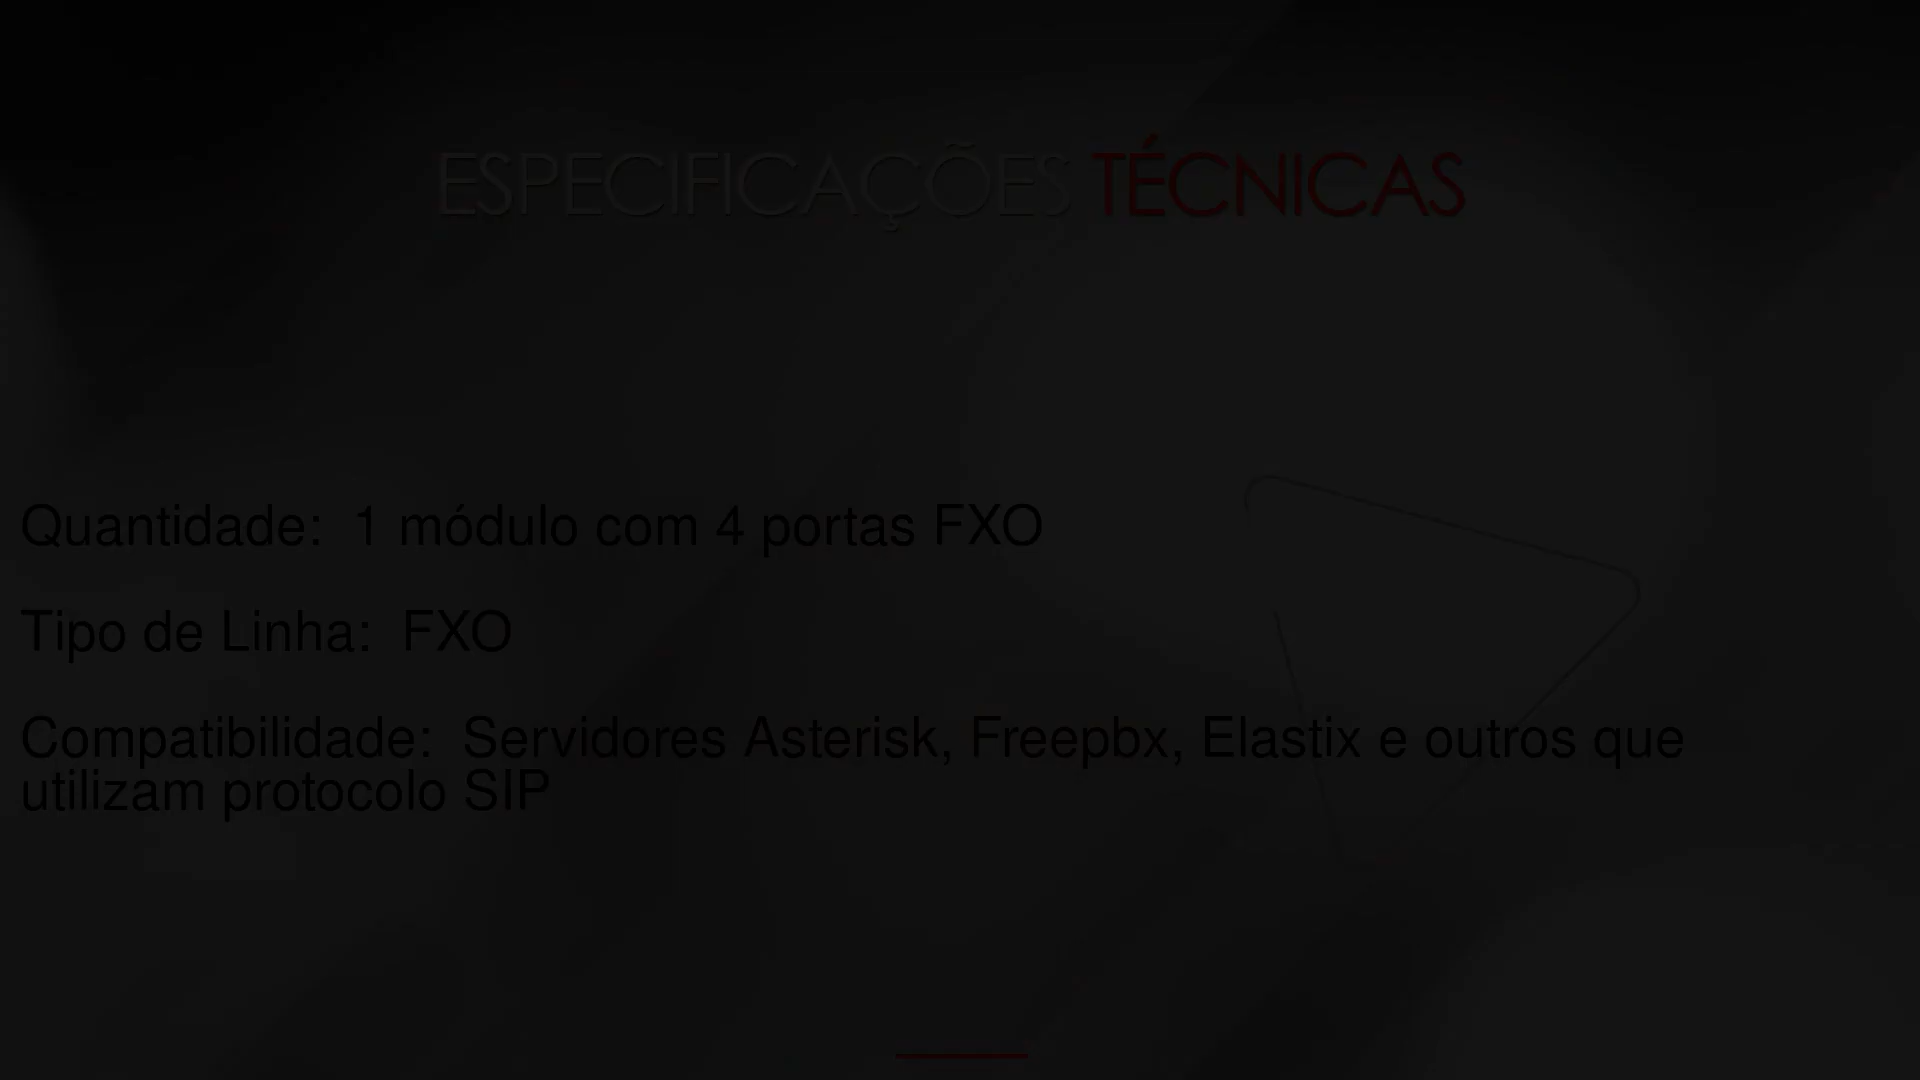 ESPECIFICAÇÕES TÉCNICAS
Quantidade: 1 módulo com 4 portas FXO
Tipo de Linha: FXO
Compatibilidade: Servidores Asterisk, Freepbx, Elastix e outros que
utilizam protocolo SIP